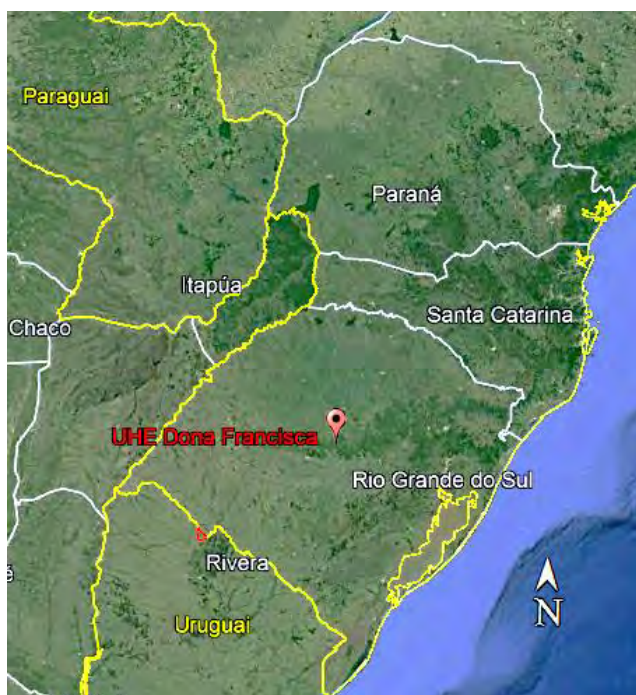 Paraguai
Paraná
Itapúa
Chaco
Santa Catarina
UHE Dona Francisca
Rio Grande do Sul
Rivera
Uruguai
N